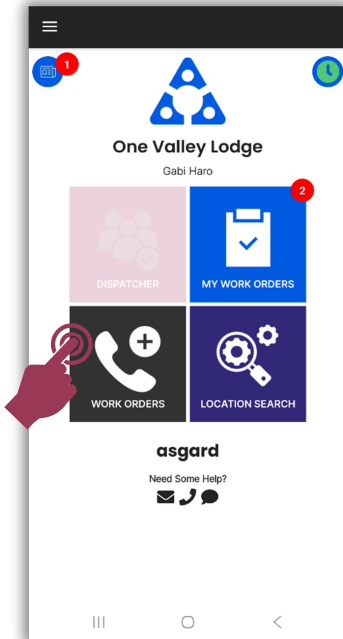 1
One Valley Lodge
Gabi Haro
2
DISPATCHER
MY WORK ORDERS
WORK ORDERS
LOCATION SEARCH
asgard
Need Some Help?